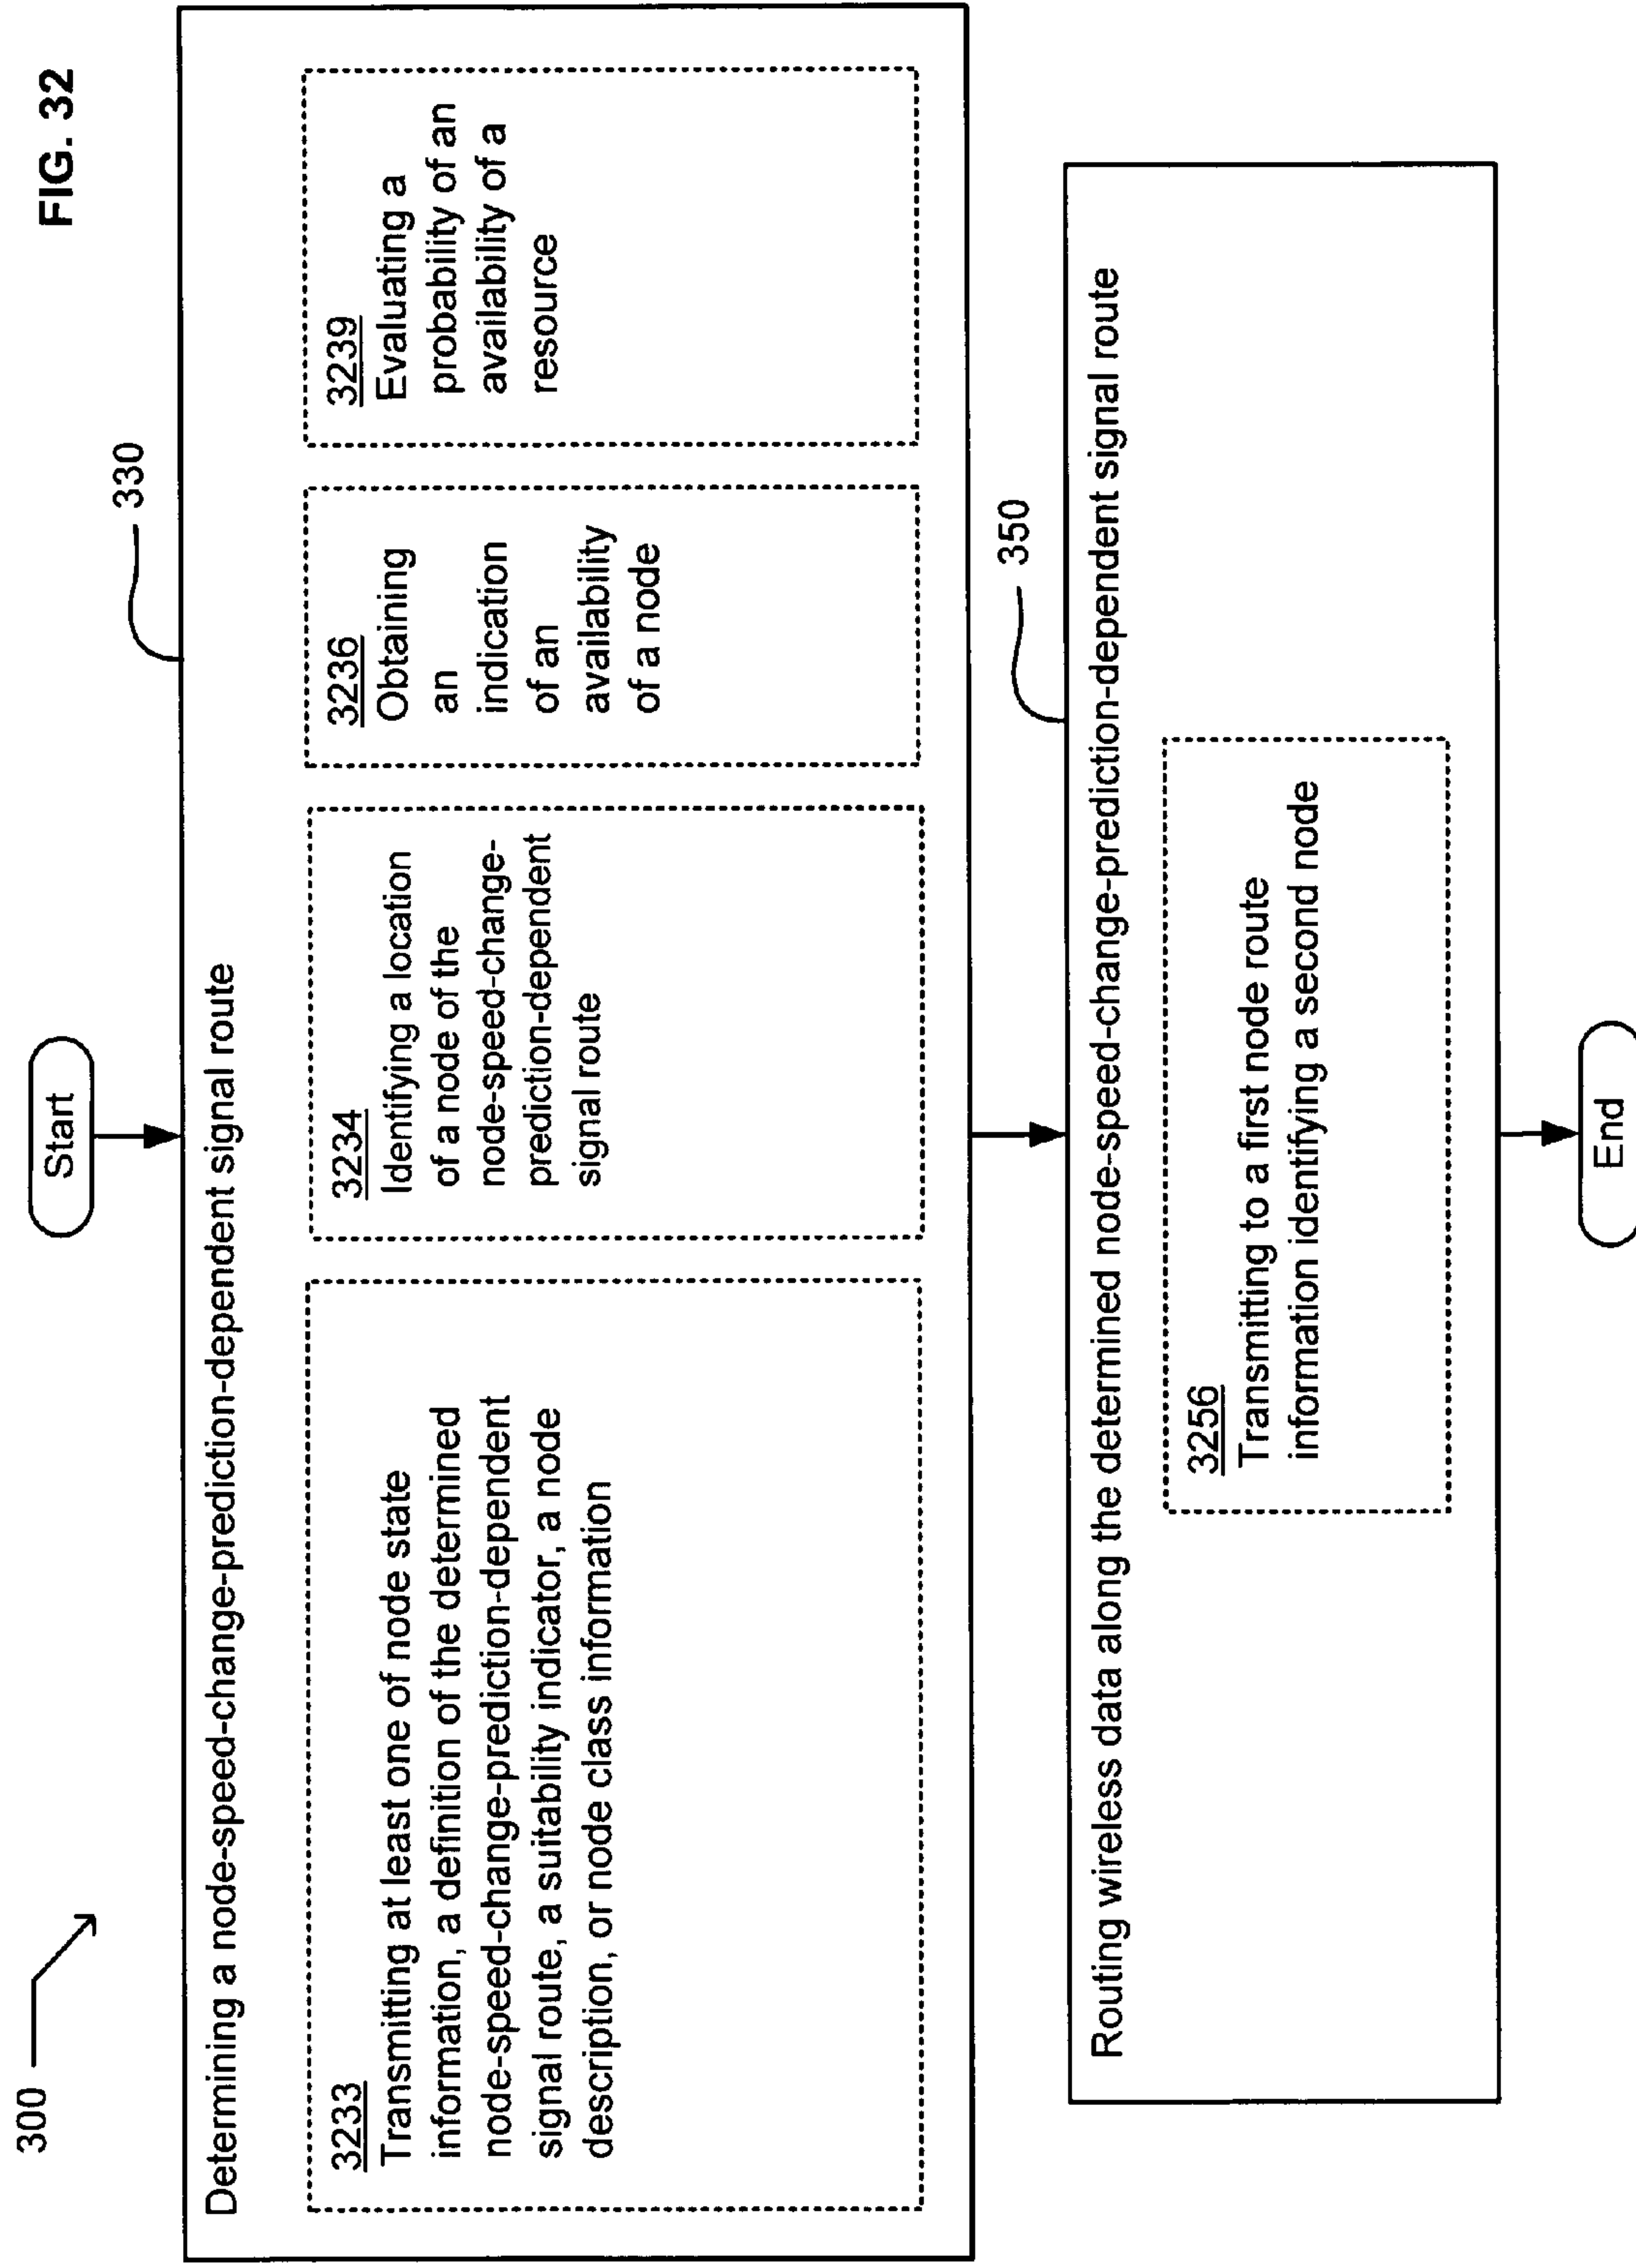 FIG. 32
300
Start
330
Determining a node-speed-change-prediction-dependent signal route
3233
Transmitting at least one of node state
information, a definition of the determined
node-speed-change-prediction-dependent
signal route, a suitability indicator, a node
description, or node class information
3234
Identifying a location
of a node of the
node-speed-change-
prediction-dependent
signal route
3236
Obtaining
an
indication
of an
availability
of a node
3239
Evaluating a
probability of an
availability of a
resource
350
Routing wireless data along the determined node-speed-change-prediction-dependent signal route
3256
Transmitting to a first node route
information identifying a second node
End